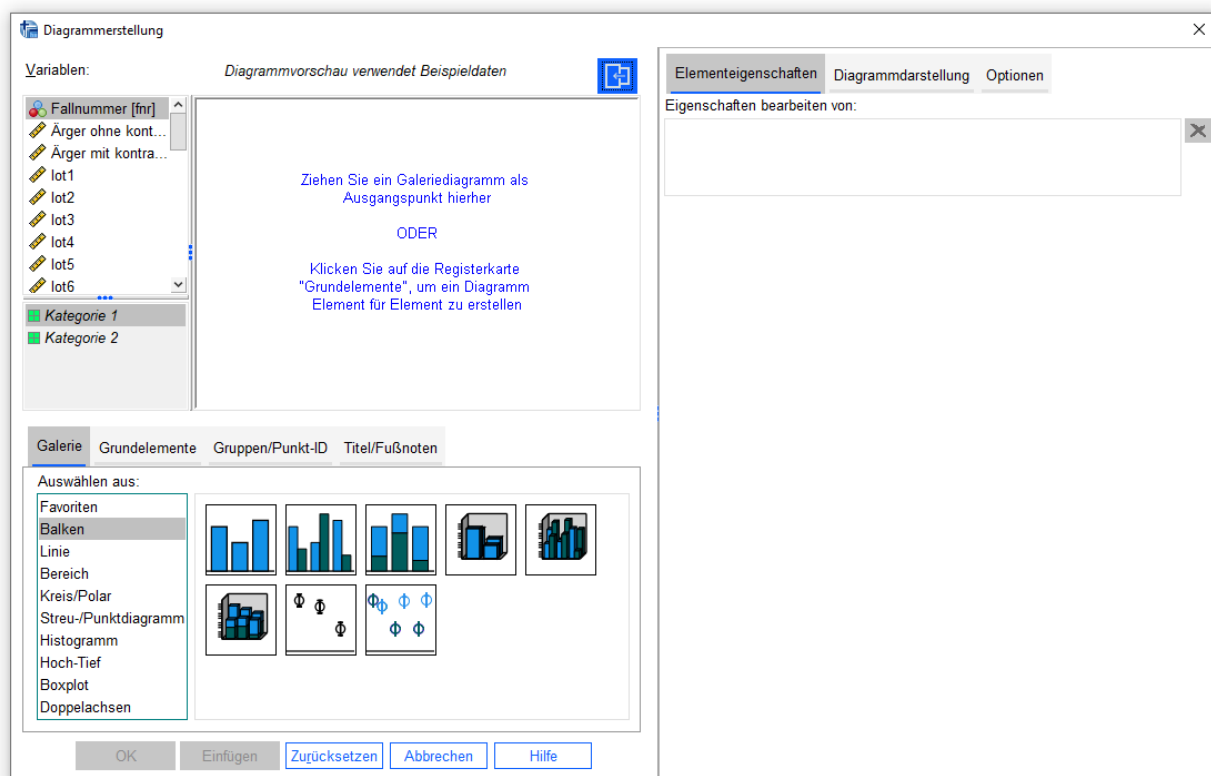 Diagrammerstellung
Variablen:
Diagrammvorschau verwendet Beispieldaten
Fallnummer [fnr]
Ärger ohne kont...
Ärger mit kontra...
lot1
lot2
lot3
lot4
lot5
lot6
Kategorie 1
Kategorie 2
Ziehen Sie ein Galeriediagramm als
Ausgangspunkt hierher
ODER
Klicken Sie auf die Registerkarte
"Grundelemente", um ein Diagramm
Element für Element zu erstellen
Galerie Grundelemente Gruppen/Punkt-ID Titel/Fußnoten
Auswählen aus:
Favoriten
Balken
Linie
Bereich
Kreis/Polar
Streu-/Punktdiagramm
Histogramm
Hoch-Tief
Boxplot
Doppelachsen
OK Einfügen Zurücksetzen Abbrechen Hilfe
Elementeigenschaften Diagrammdarstellung Optionen
Eigenschaften bearbeiten von: